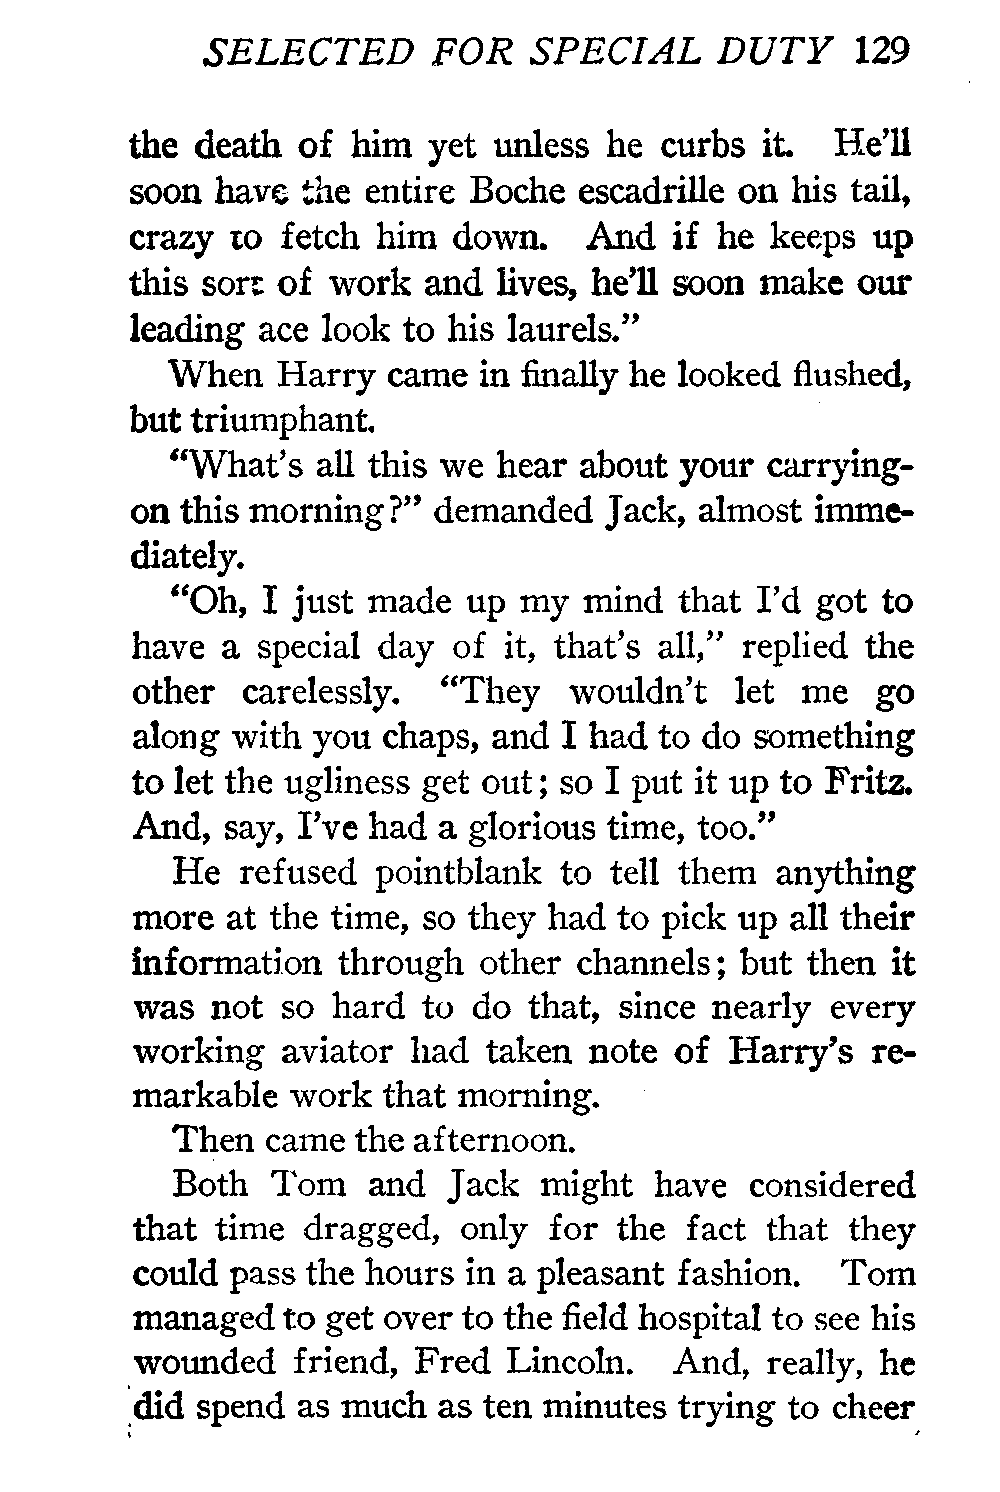 SELECTED FOR SPECIAL DUTY 129
the death of him yet unless he curbs it. He'll
soon have the entire Boche escadrille on his tail,
crazy to fetch him down. And if he keeps up
this sort of work and lives, he'll soon make our
leading ace look to his laurels."
When Harry came in finally he looked flushed,
but triumphant.
"What's all this we hear about your carrying-
on this morning?" demanded Jack, almost imme-
diately.
"Oh, I just made up my mind that I'd got to
have a special day of it, that's all," replied the
other carelessly. "They wouldn't let me go
along with you chaps, and I had to do something
to let the ugliness get out; so I put it up to Fritz.
And, say, I've had a glorious time, too."
He refused pointblank to tell them anything
more at the time, so they had to pick up all their
information through other channels; but then it
was not so hard to do that, since nearly every
working aviator had taken note of Harry's re-
markable work that morning.
Then came the afternoon.
Both Tom and Jack might have considered
that time dragged, only for the fact that they
could pass the hours in a pleasant fashion. Tom
managed to get over to the field hospital to see his
wounded friend, Fred Lincoln. And, really, he
did spend as much as ten minutes trying to cheer